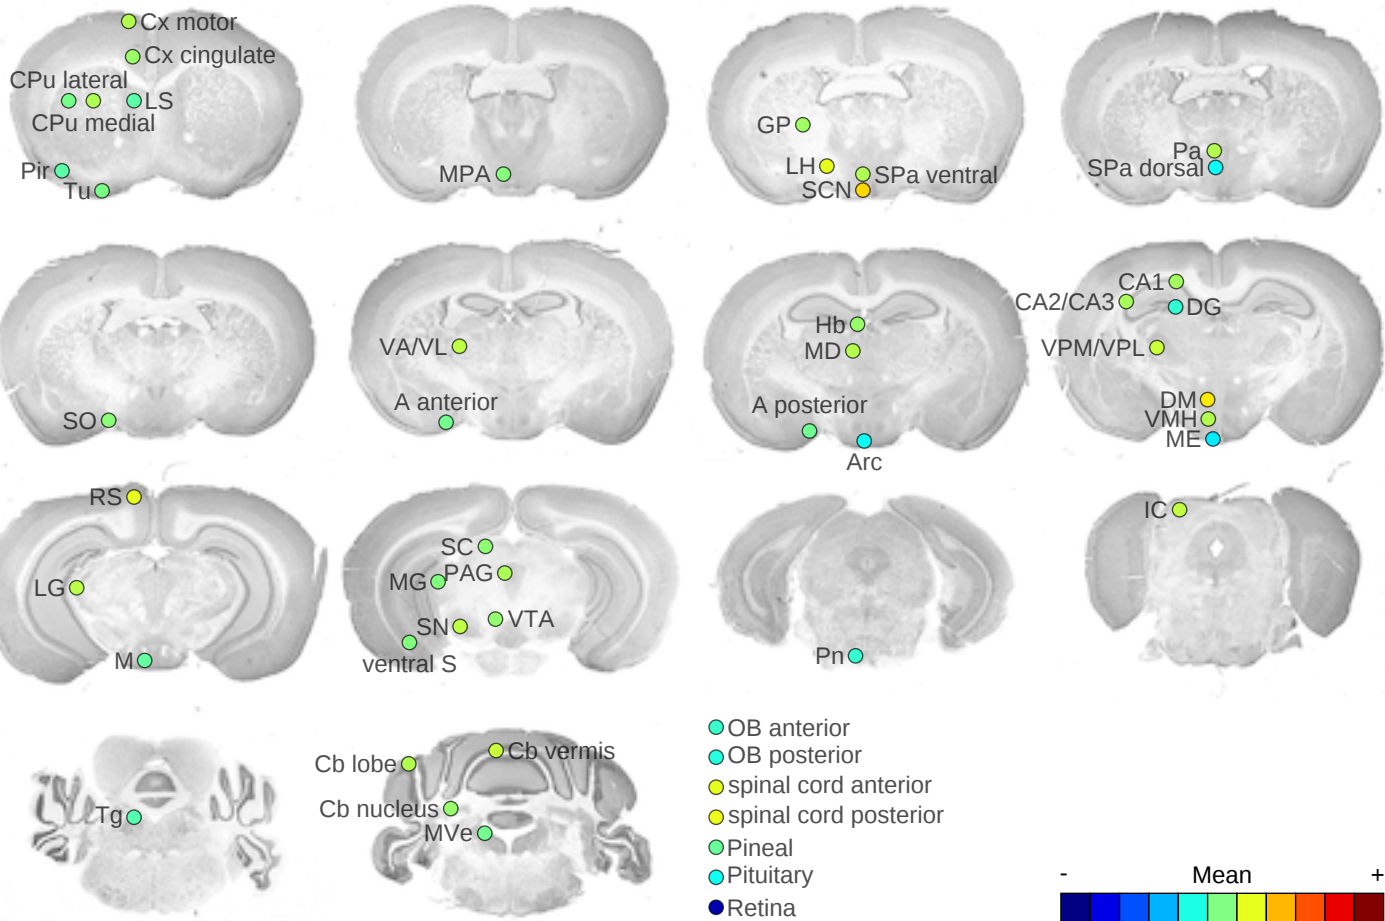 Cx motor
Cx cingulate
CPu lateral
LS
CPu medial
Pir
Tu
MPA
GP
LH
SPa ventral
SCN
Pa
SPa dorsal
SO
VA/VL
A anterior
Hb
MD
A posterior
Arc
CA1
CA2/CA3
DG
VPM/VPL
DM
VMH
ME
RS
LG
M
SC
MG
PAG
SN
VTA
ventral S
Pn
IC
Tg
Cb lobe
Cb vermis
Cb nucleus
MVe
OB anterior
OB posterior
spinal cord anterior
spinal cord posterior
Pineal
Pituitary
Retina
- Mean +